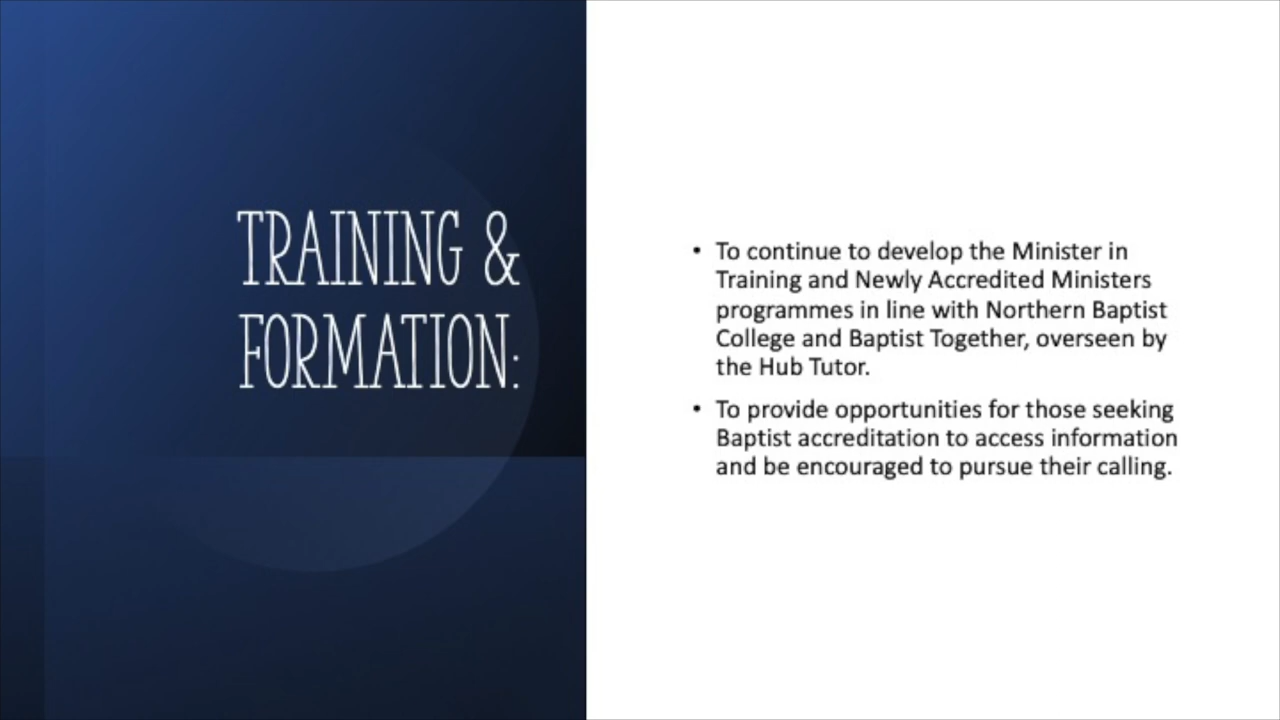 TRAINING &
FORMATION:
• To continue to develop the Minister in
Training and Newly Accredited Ministers
programmes in line with Northern Baptist
College and Baptist Together, overseen by
the Hub Tutor.
• To provide opportunities for those seeking
Baptist accreditation to access information
and be encouraged to pursue their calling.